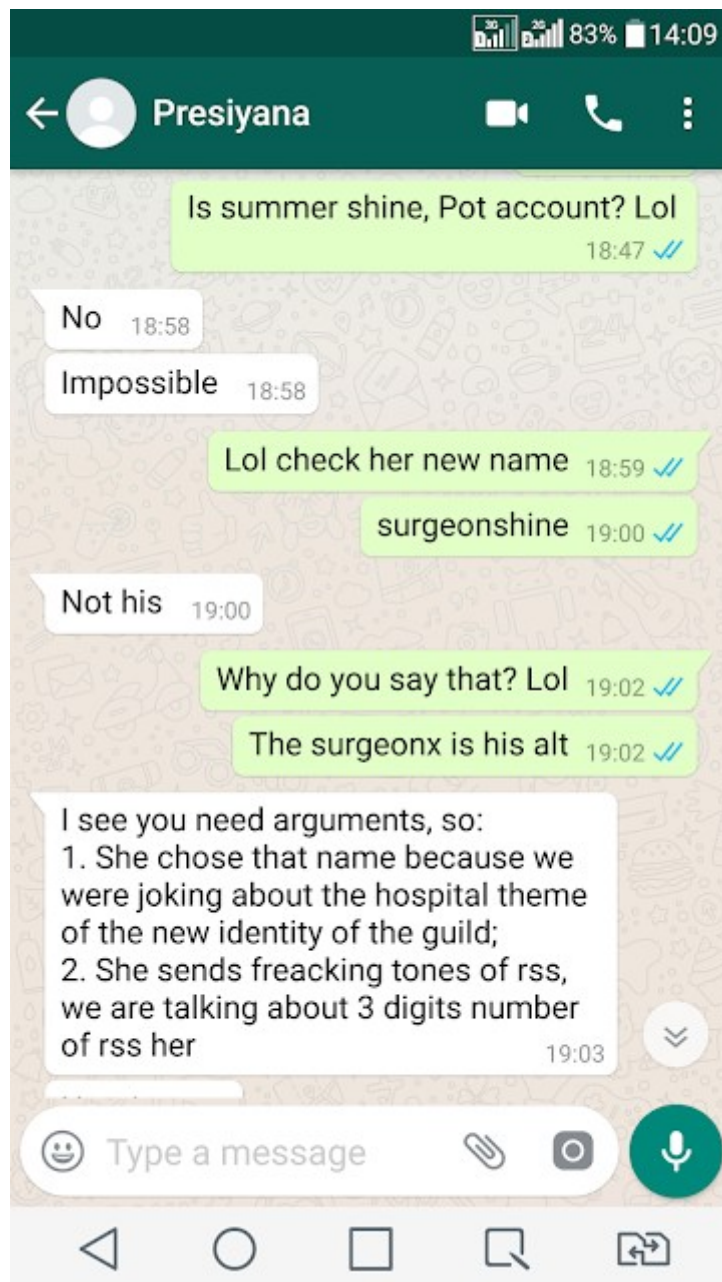 83% 14:09
Presiyana
Is summer shine, Pot account? Lol
18:47
No 18:58
Impossible 18:58
Lol check her new name 18:59
surgeonshine 19:00
Not his 19:00
Why do you say that? Lol 19:02
The surgeonx is his alt 19:02
I see you need arguments, so:
1. She chose that name because we
were joking about the hospital theme
of the new identity of the guild;
2. She sends freacking tones of rss,
we are talking about 3 digits number
of rss her
19:03
Type a message